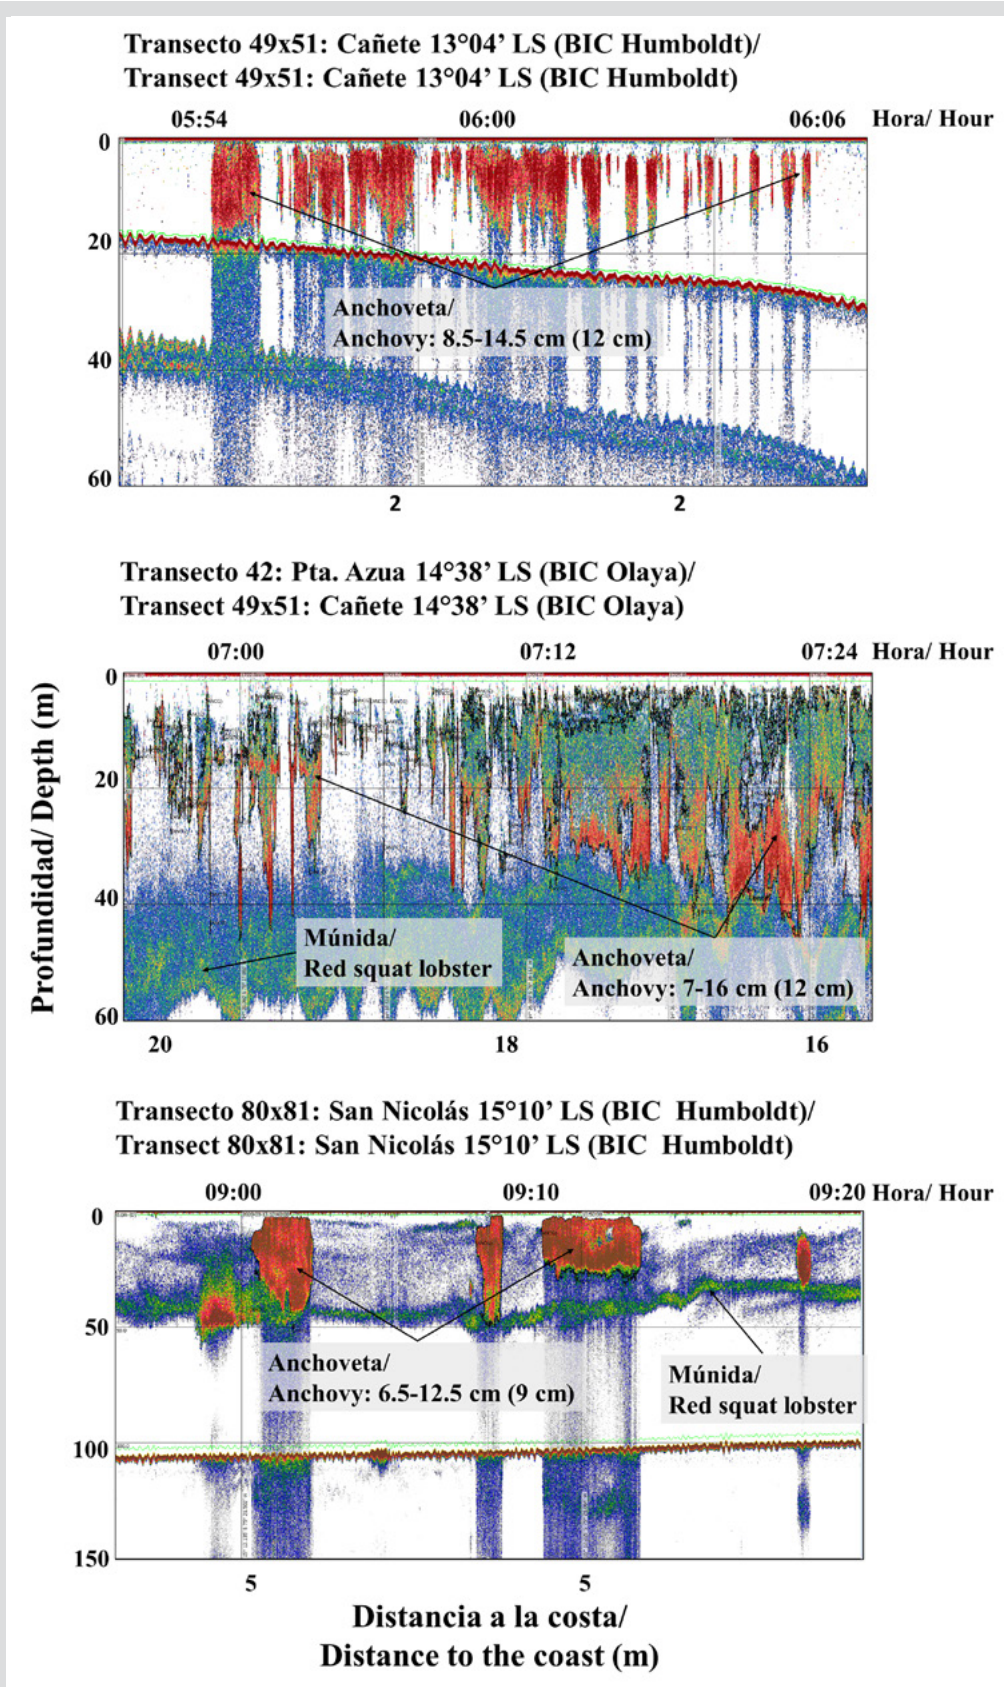 Transecto 49x51: Cañete 13°04’ LS (BIC Humboldt)/
Transect 49x51: Cañete 13°04’ LS (BIC Humboldt)
05:54 06:00 06:06 Hora/ Hour
0
20
Anchoveta/
Anchovy: 8.5-14.5 cm (12 cm)
40
60
2 2
Transecto 42: Pta. Azua 14°38’ LS (BIC Olaya)/
Transect 49x51: Cañete 14°38’ LS (BIC Olaya)
07:00 07:12 07:24 Hora/ Hour
0
Profundidad/ Depth (m)
20
40
Múnida/
Red squat lobster
Anchoveta/
Anchovy: 7-16 cm (12 cm)
60
20 18 16
Transecto 80x81: San Nicolás 15°10’ LS (BIC Humboldt)/
Transect 80x81: San Nicolás 15°10’ LS (BIC Humboldt)
09:00 09:10 09:20 Hora/ Hour
0
50
Anchoveta/
Anchovy: 6.5-12.5 cm (9 cm)
Múnida/
Red squat lobster
100
150
5 5
Distancia a la costa/
Distance to the coast (m)